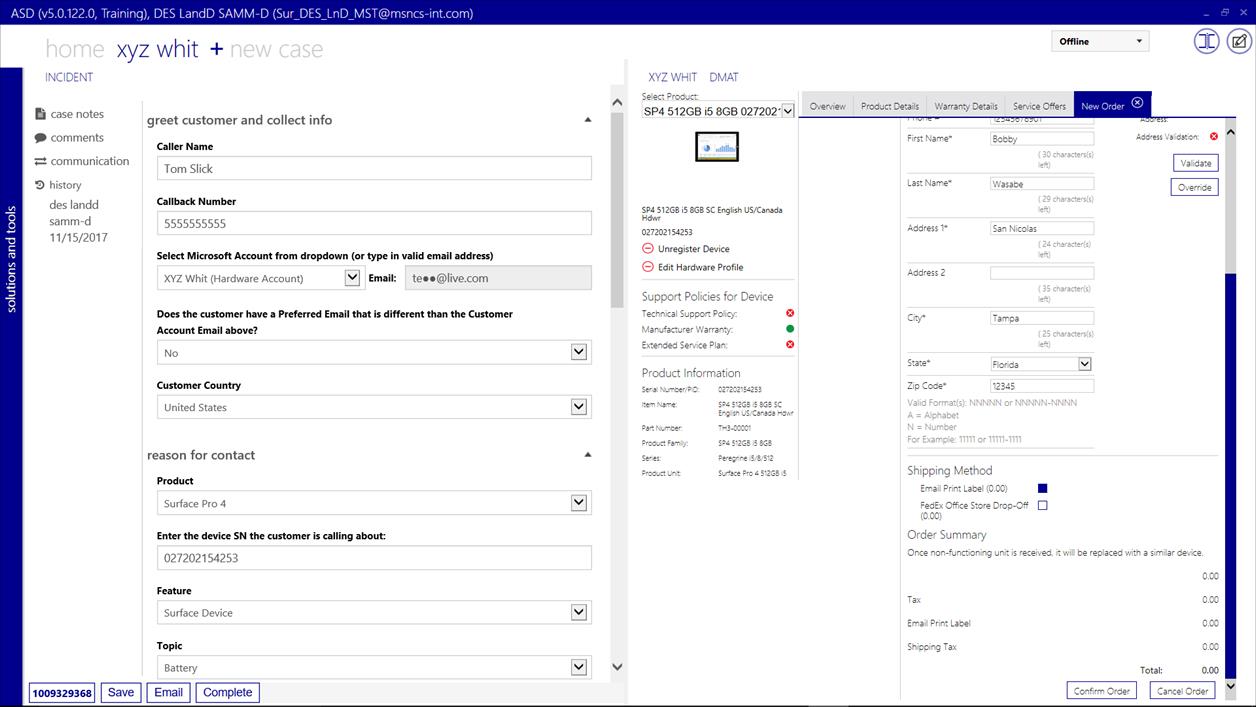 ASD (v5.0.122.0, Training), DES LandD SAMM-D (Sur_DES_LnD_MST@msncs-int.com)
home xyz whit + new case
Offline
solutions and tools
INCIDENT
case notes
comments
communication
history
des landd
samm-d
11/15/2017
greet customer and collect info
Caller Name
Tom Slick
Callback Number
5555555555
Select Microsoft Account from dropdown (or type in valid email address)
XYZ Whit (Hardware Account) Email: te●●@live.com
Does the customer have a Preferred Email that is different than the Customer
Account Email above?
No
Customer Country
United States
reason for contact
Product
Surface Pro 4
Enter the device SN the customer is calling about:
027202154253
Feature
Surface Device
Topic
Battery
1009329368 Save Email Complete
XYZ WHIT DMAT
Select Product:
SP4 512GB i5 8GB 027202
SP4 512GB i5 8GB SC English US/Canada
Hdwr
027202154253
Unregister Device
Edit Hardware Profile
Support Policies for Device
Technical Support Policy:
Manufacturer Warranty:
Extended Service Plan:
Product Information
Serial Number/PID: 027202154253
Item Name: SP4 512GB i5 8GB SC
English US/Canada Hdwr
Part Number: TH3-00001
Product Family: SP4 512GB i5 8GB
Series: Peregrine i5/8/512
Product Unit: Surface Pro 4 512GB i5
Overview Product Details Warranty Details Service Offers New Order
Phone # 12345678901 Address:
First Name* Bobby Address Validation:
( 30 characters(s)
left)
Validate
Last Name* Wasabe
Override
( 29 characters(s)
left)
Address 1* San Nicolas
( 24 characters(s)
left)
Address 2
( 35 characters(s)
left)
City* Tampa
( 25 characters(s)
left)
State* Florida
Zip Code* 12345
Valid Format(s): NNNNN or NNNNN-NNNN
A = Alphabet
N = Number
For Example: 11111 or 11111-1111
Shipping Method
Email Print Label (0.00)
FedEx Office Store Drop-Off
(0.00)
Order Summary
Once non-functioning unit is received, it will be replaced with a similar device.
0.00
Tax 0.00
Email Print Label 0.00
Shipping Tax 0.00
Total: 0.00
Confirm Order Cancel Order